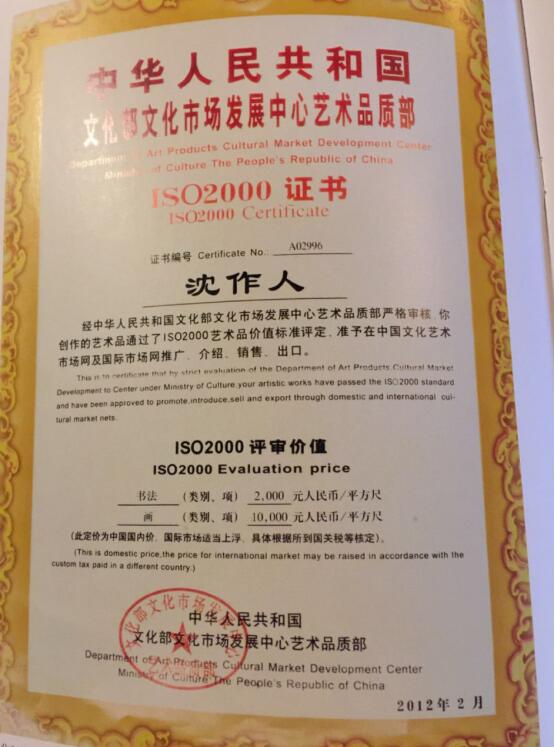 中华人民共和国
文化部文化市场发展中心艺术品质部
Department of Art Products Cultural Market Development Center
Ministry of Culture The People's Republic of China
ISO2000 证书
ISO2000 Certificate
证书编号 Certificate No.: A02996
沈作人
经中华人民共和国文化部文化市场发展中心艺术品质部严格审核,你
创作的艺术品通过了ISO2000艺术品价值标准评定，准予在中国文化艺术
市场网及国际市场网推广、介绍、销售、出口。
This is to certificate that by strict evaluation of the Department of Art Products Cultural Market
Development to Center under Ministry of Culture,your artistic works have passed the ISO2000 standard
and have been approved to promote,introduce,sell and export through domestic and international cul-
tural market nets.
ISO2000 评审价值
ISO2000 Evaluation price
书法 (类别、项) 2,000 元人民币/平方尺
画 (类别、项) 10,000 元人民币/平方尺
(此定价为中国国内价、国际市场适当上浮、具体根据所到国关税等核定)。
(This is domestic price,the price for international market may be raised in accordance with the
custom tax paid in a different country.)
中华人民共和国
文化部文化市场发展中心艺术品质部
Department of Art Products Cultural Market Development Center
Ministry of Culture The People's Republic of China
文化部文化市场发展中心
2012年2月